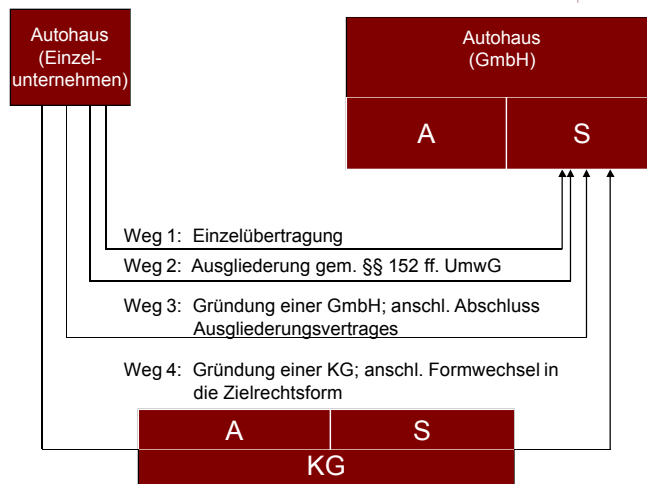 Autohaus
(Einzel-
unternehmen)
Autohaus
(GmbH)
A
S
Weg 1: Einzelübertragung
Weg 2: Ausgliederung gem. §§ 152 ff. UmwG
Weg 3: Gründung einer GmbH; anschl. Abschluss
Ausgliederungsvertrages
Weg 4: Gründung einer KG; anschl. Formwechsel in
die Zielrechtsform
A
S
KG